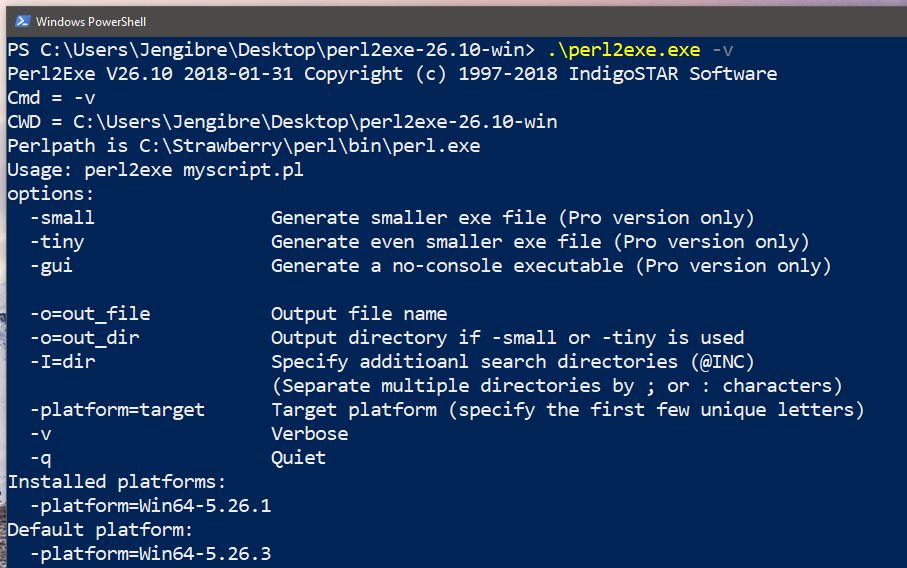 Windows PowerShell
PS C:\Users\Jengibre\Desktop\perl2exe-26.10-win> .\perl2exe.exe -v
Perl2Exe V26.10 2018-01-31 Copyright (c) 1997-2018 IndigoSTAR Software
Cmd = -v
CWD = C:\Users\Jengibre\Desktop\perl2exe-26.10-win
Perlpath is C:\Strawberry\perl\bin\perl.exe
Usage: perl2exe myscript.pl
options:
  -small                Generate smaller exe file (Pro version only)
  -tiny                 Generate even smaller exe file (Pro version only)
  -gui                  Generate a no-console executable (Pro version only)
  -o=out_file           Output file name
  -o=out_dir            Output directory if -small or -tiny is used
  -I=dir                Specify additioanl search directories (@INC)
                        (Separate multiple directories by ; or : characters)
  -platform=target      Target platform (specify the first few unique letters)
  -v                    Verbose
  -q                    Quiet
Installed platforms:
  -platform=Win64-5.26.1
Default platform:
  -platform=Win64-5.26.3